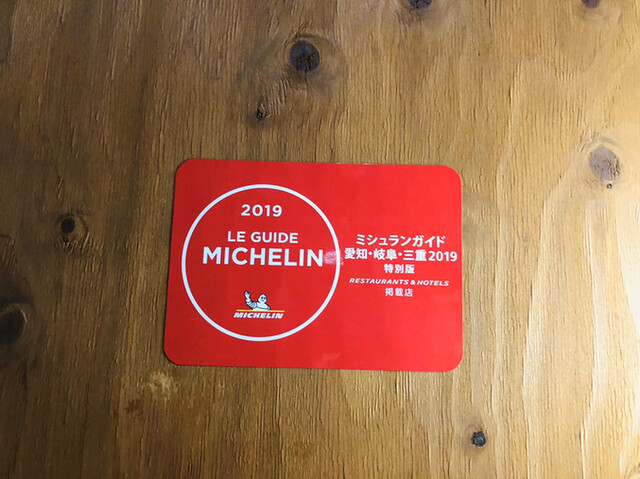 2019
LE GUIDE
MICHELIN
MICHELIN
ミシュランガイド
愛知・岐阜・三重2019
特別版
RESTAURANTS & HOTELS
掲載店